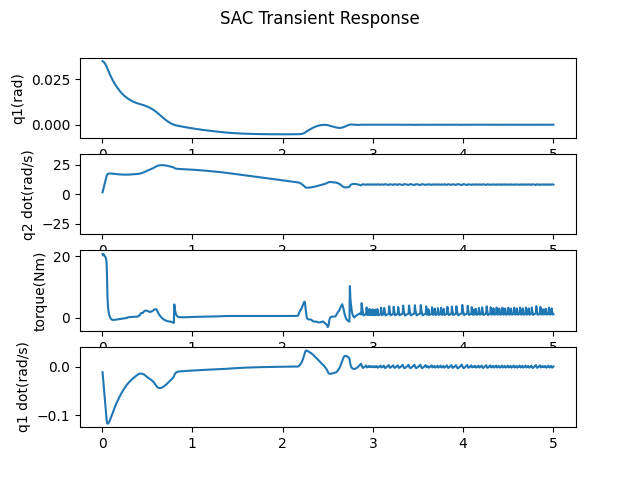 SAC Transient Response
q1(rad)
0.025
0.000
0 1 2 3 4 5
q2 dot(rad/s)
25
0
−25
0 1 2 3 4 5
torque(Nm)
20
0
0 1 2 3 4 5
q1 dot(rad/s)
0.0
−0.1
0 1 2 3 4 5